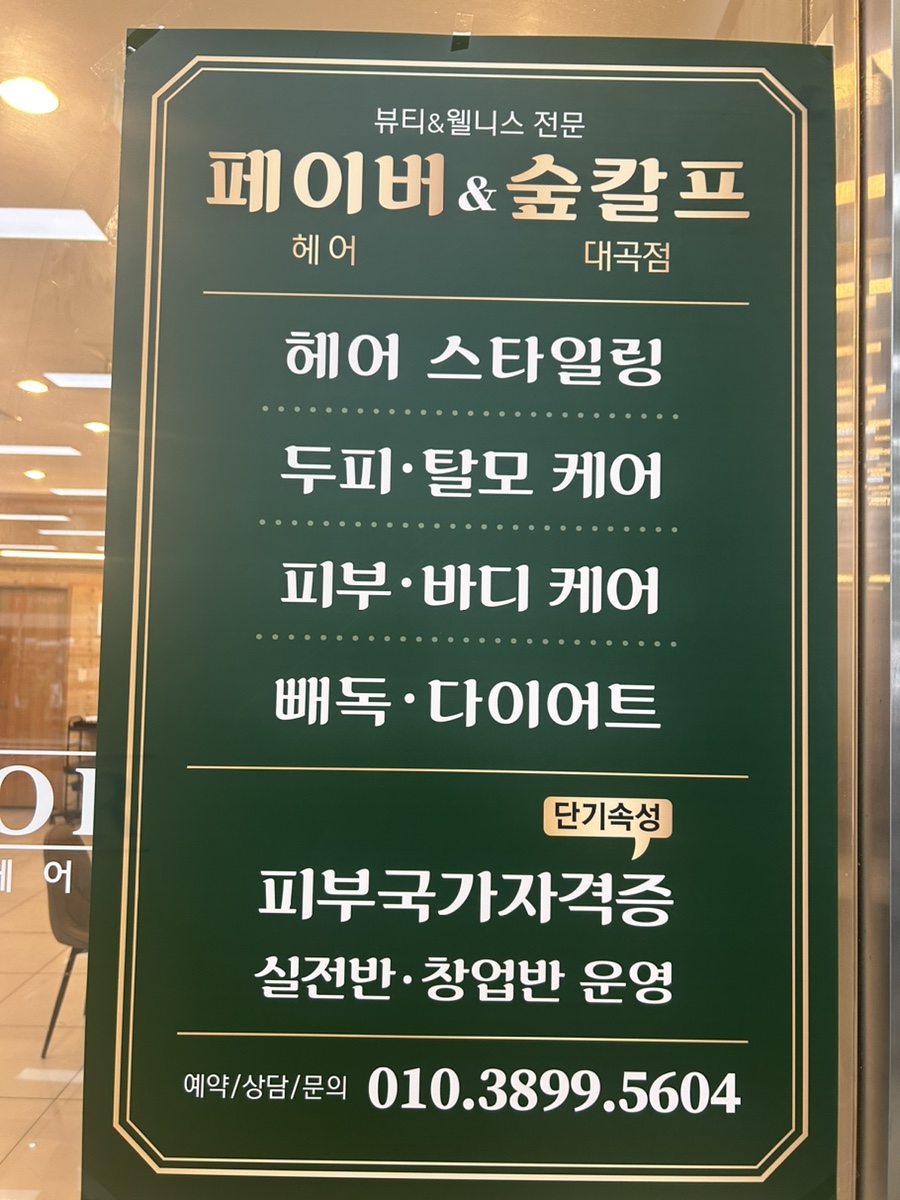 뷰티&웰니스 전문
페이버 & 숲칼프
헤어 대곡점
헤어 스타일링
두피·탈모 케어
피부·바디 케어
빼독·다이어트
단기속성
피부국가자격증
실전반·창업반 운영
예약/상담/문의 010.3899.5604
어